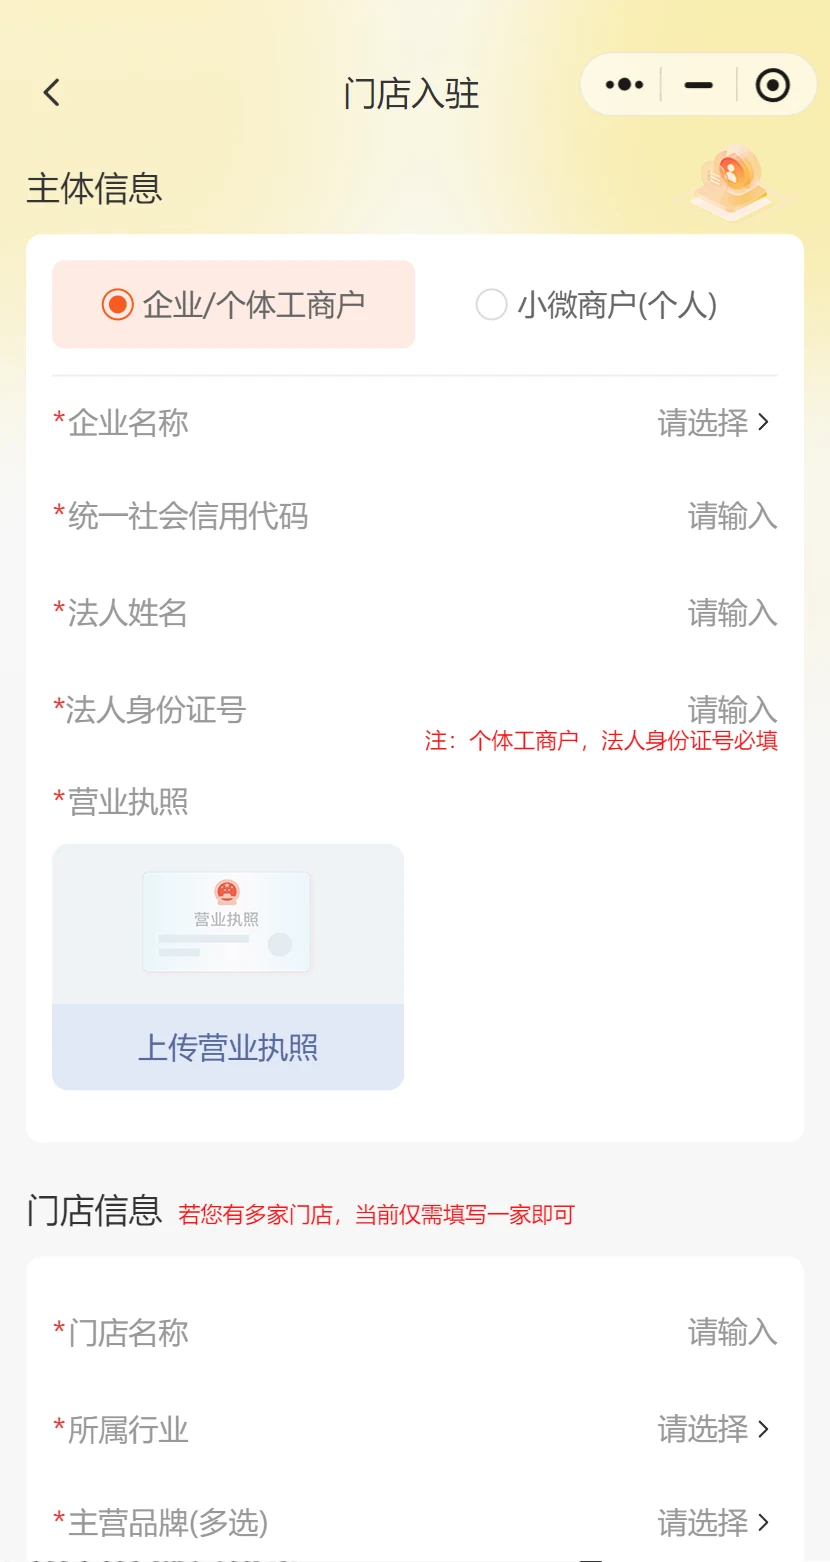 门店入驻
主体信息
企业/个体工商户
小微商户(个人)
*企业名称 请选择
*统一社会信用代码 请输入
*法人姓名 请输入
*法人身份证号 请输入
注：个体工商户，法人身份证号必填
*营业执照
营业执照
上传营业执照
门店信息 若您有多家门店，当前仅需填写一家即可
*门店名称 请输入
*所属行业 请选择
*主营品牌(多选) 请选择